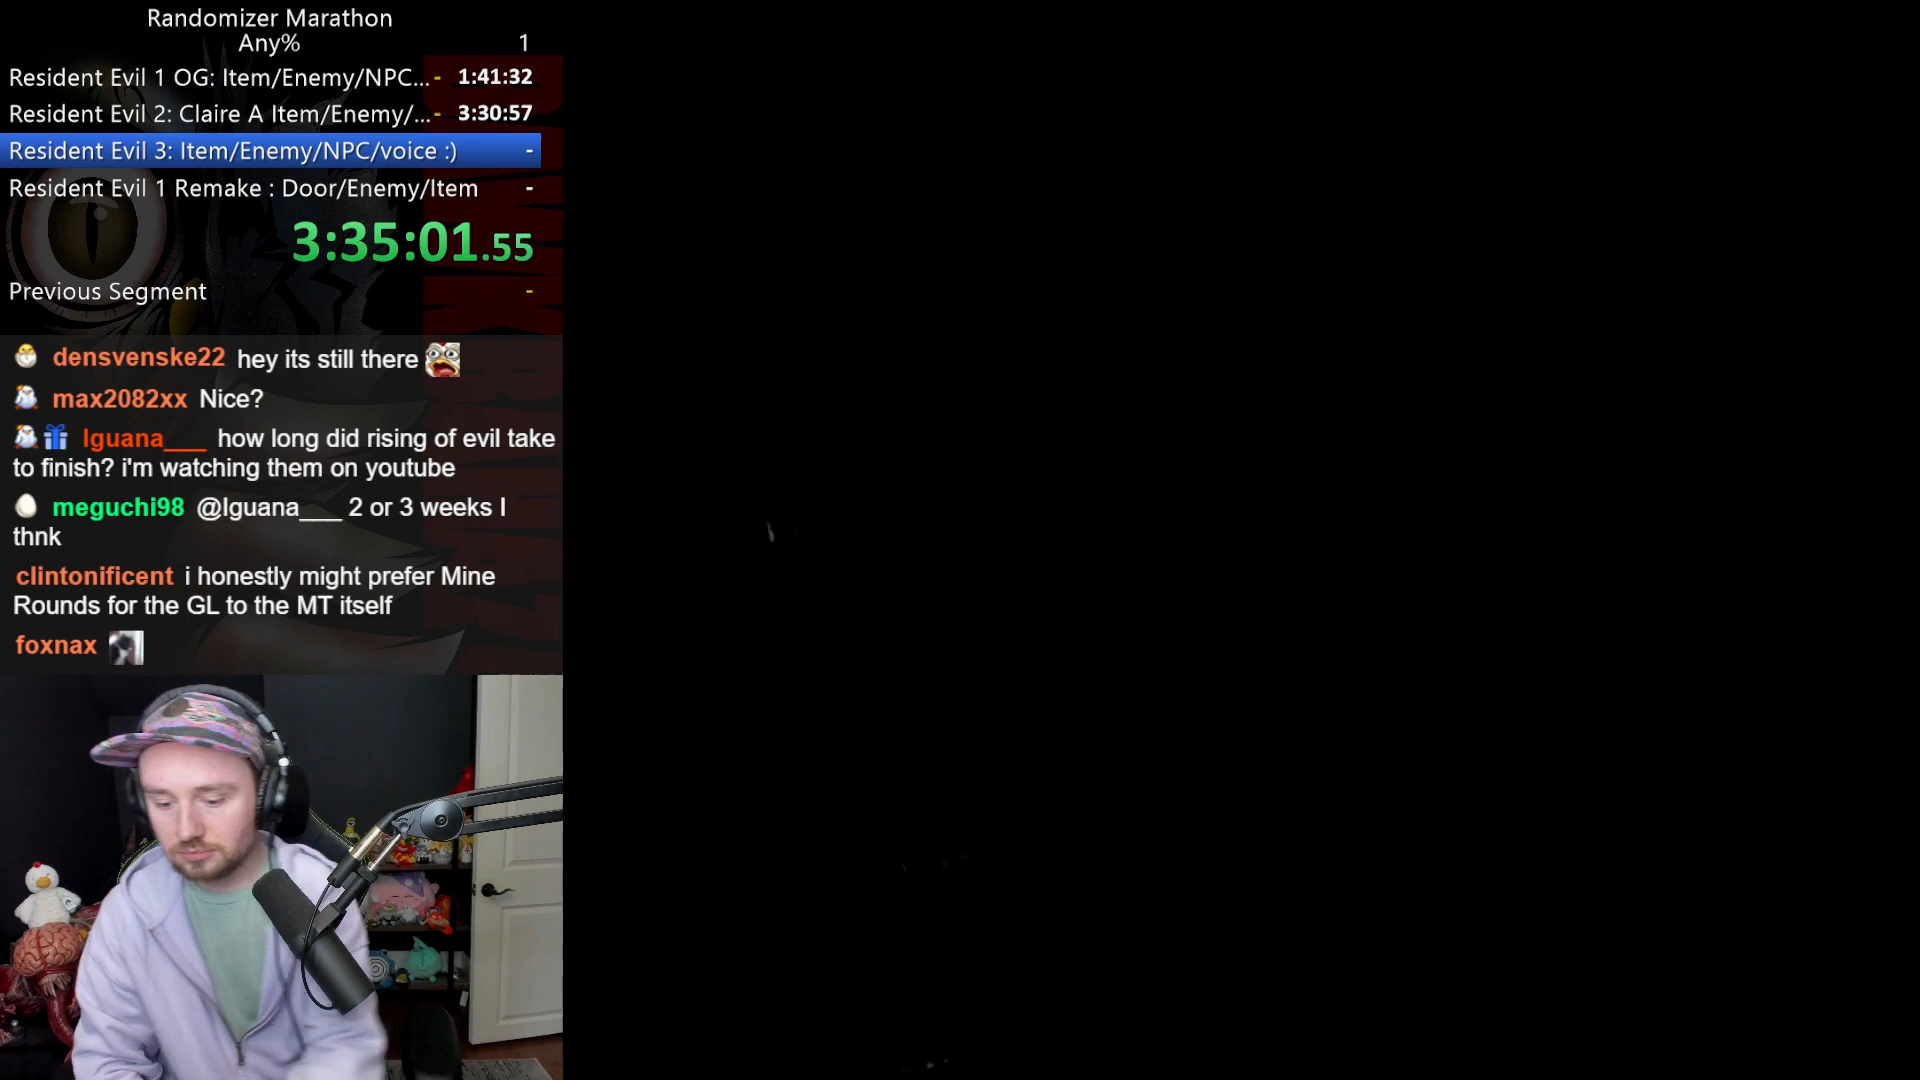 Randomizer Marathon
Any% 1
Resident Evil 1 OG: Item/Enemy/NPC... - 1:41:32
Resident Evil 2: Claire A Item/Enemy/... - 3:30:57
Resident Evil 3: Item/Enemy/NPC/voice :) -
Resident Evil 1 Remake : Door/Enemy/Item -
3:35:01.55
Previous Segment -
densvenske22 hey its still there
max2082xx Nice?
Iguana___ how long did rising of evil take
to finish? i'm watching them on youtube
meguchi98 @Iguana___ 2 or 3 weeks I
thnk
clintonificent i honestly might prefer Mine
Rounds for the GL to the MT itself
foxnax